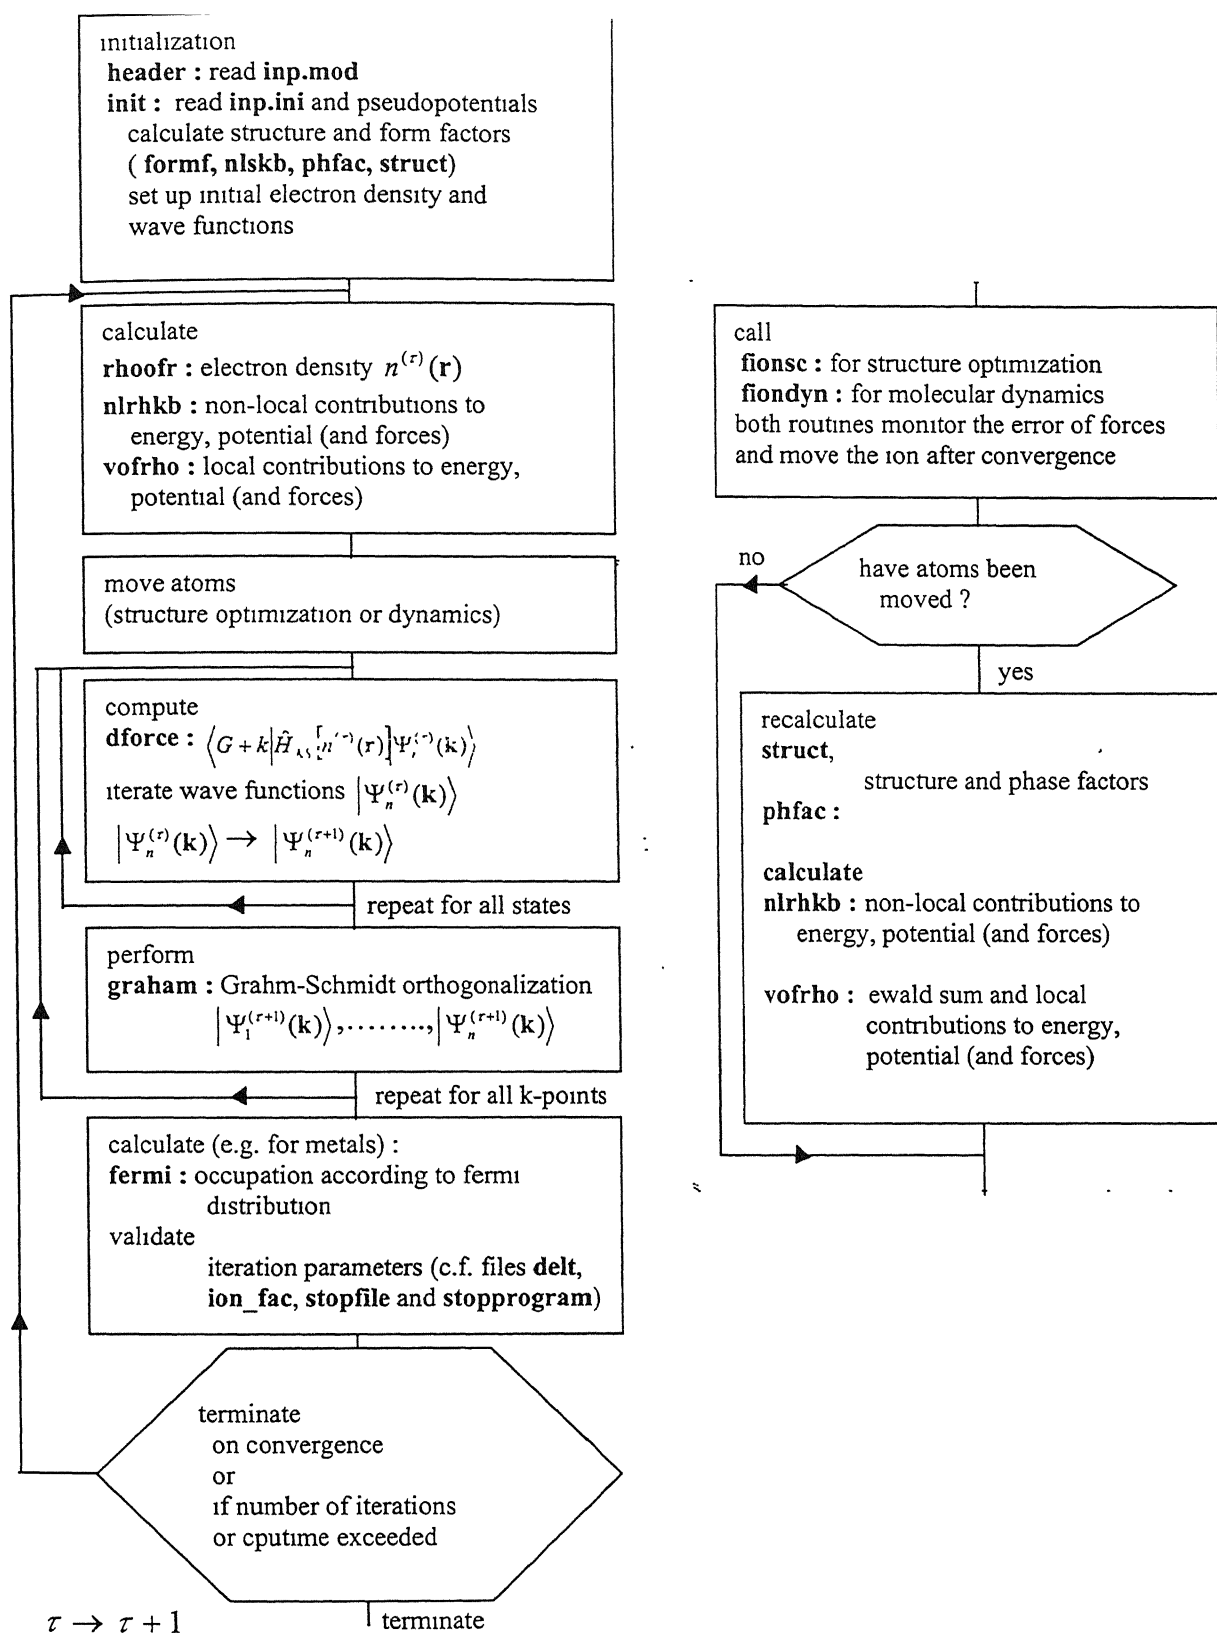 initialization
header : read inp.mod
init : read inp.ini and pseudopotentials
calculate structure and form factors
( formf, nlskb, phfac, struct)
set up initial electron density and
wave functions
calculate
rhoofr : electron density n^(τ)(r)
nlrhkb : non-local contributions to
energy, potential (and forces)
vofrho : local contributions to energy,
potential (and forces)
move atoms
(structure optimization or dynamics)
compute
dforce : ⟨G + k|Ĥ [n (r)]Ψ (k)⟩
iterate wave functions |Ψ_n^(τ)(k)⟩
|Ψ_n^(τ)(k)⟩ → |Ψ_n^(τ+1)(k)⟩
repeat for all states
perform
graham : Grahm-Schmidt orthogonalization
|Ψ_1^(τ+1)(k)⟩,........,|Ψ_n^(τ+1)(k)⟩
repeat for all k-points
calculate (e.g. for metals) :
fermi : occupation according to fermi
distribution
validate
iteration parameters (c.f. files delt,
ion_fac, stopfile and stopprogram)
terminate
on convergence
or
if number of iterations
or cputime exceeded
τ → τ + 1
terminate
call
fionsc : for structure optimization
fiondyn : for molecular dynamics
both routines monitor the error of forces
and move the ion after convergence
no
have atoms been
moved ?
yes
recalculate
struct,
structure and phase factors
phfac :
calculate
nlrhkb : non-local contributions to
energy, potential (and forces)
vofrho : ewald sum and local
contributions to energy,
potential (and forces)